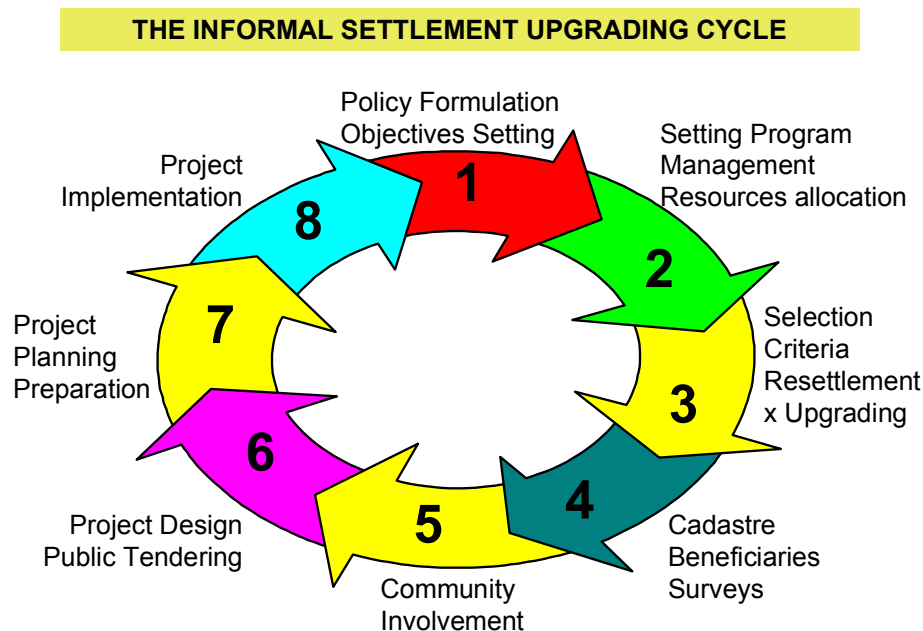 THE INFORMAL SETTLEMENT UPGRADING CYCLE
1
Policy Formulation
Objectives Setting
2
Setting Program
Management
Resources allocation
3
Selection
Criteria
Resettlement
x Upgrading
4
Cadastre
Beneficiaries
Surveys
5
Community
Involvement
6
Project Design
Public Tendering
7
Project
Planning
Preparation
8
Project
Implementation